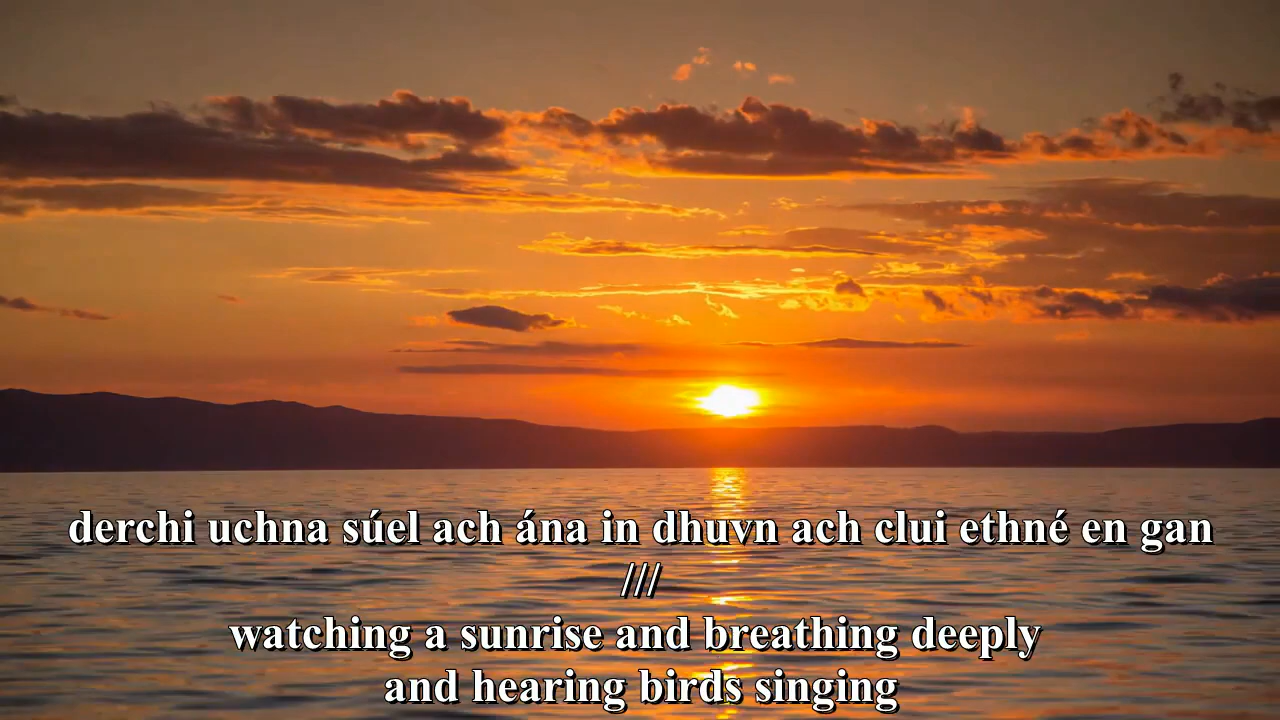 derchi uchna súel ach ána in dhuvn ach clui ethné en gan
///
watching a sunrise and breathing deeply
and hearing birds singing